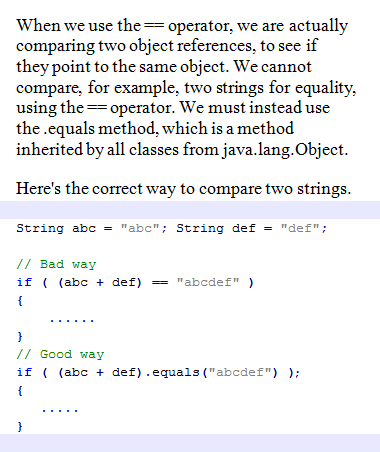 When we use the == operator, we are actually
comparing two object references, to see if
they point to the same object. We cannot
compare, for example, two strings for equality,
using the == operator. We must instead use
the .equals method, which is a method
inherited by all classes from java.lang.Object.
Here's the correct way to compare two strings.
String abc = "abc"; String def = "def";
// Bad way
if ( (abc + def) == "abcdef" )
{
......
}
// Good way
if ( (abc + def).equals("abcdef") );
{
.....
}